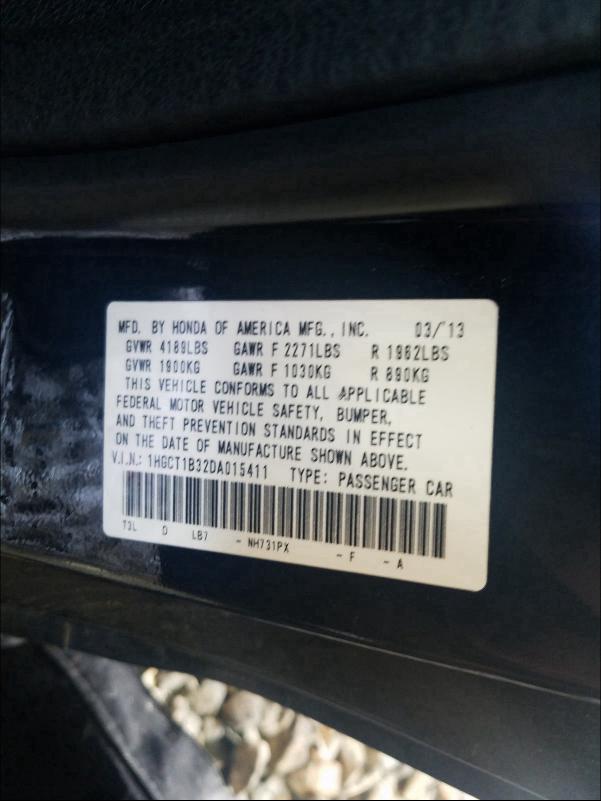 MFD. BY HONDA OF AMERICA MFG., INC. 03/13
GVWR 4189LBS GAWR F 2271LBS R 1962LBS
GVWR 1900KG GAWR F 1030KG R 890KG
THIS VEHICLE CONFORMS TO ALL APPLICABLE
FEDERAL MOTOR VEHICLE SAFETY, BUMPER,
AND THEFT PREVENTION STANDARDS IN EFFECT
ON THE DATE OF MANUFACTURE SHOWN ABOVE.
V.I.N.: 1HGCT1B32DA015411 TYPE: PASSENGER CAR
T3L D LB7 - NH731PX - F - A